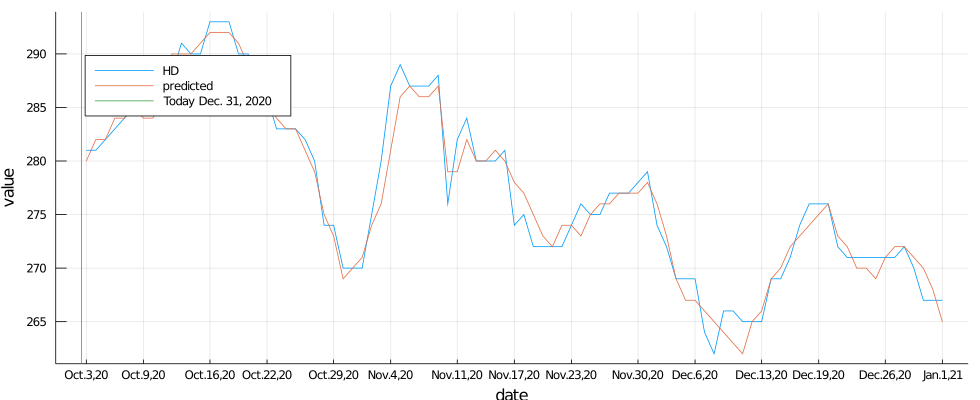 290
285
280
275
270
265
value
HD
predicted
Today Dec. 31, 2020
Oct.3,20 Oct.9,20 Oct.16,20 Oct.22,20 Oct.29,20 Nov.4,20 Nov.11,20 Nov.17,20 Nov.23,20 Nov.30,20 Dec.6,20 Dec.13,20 Dec.19,20 Dec.26,20 Jan.1,21
date